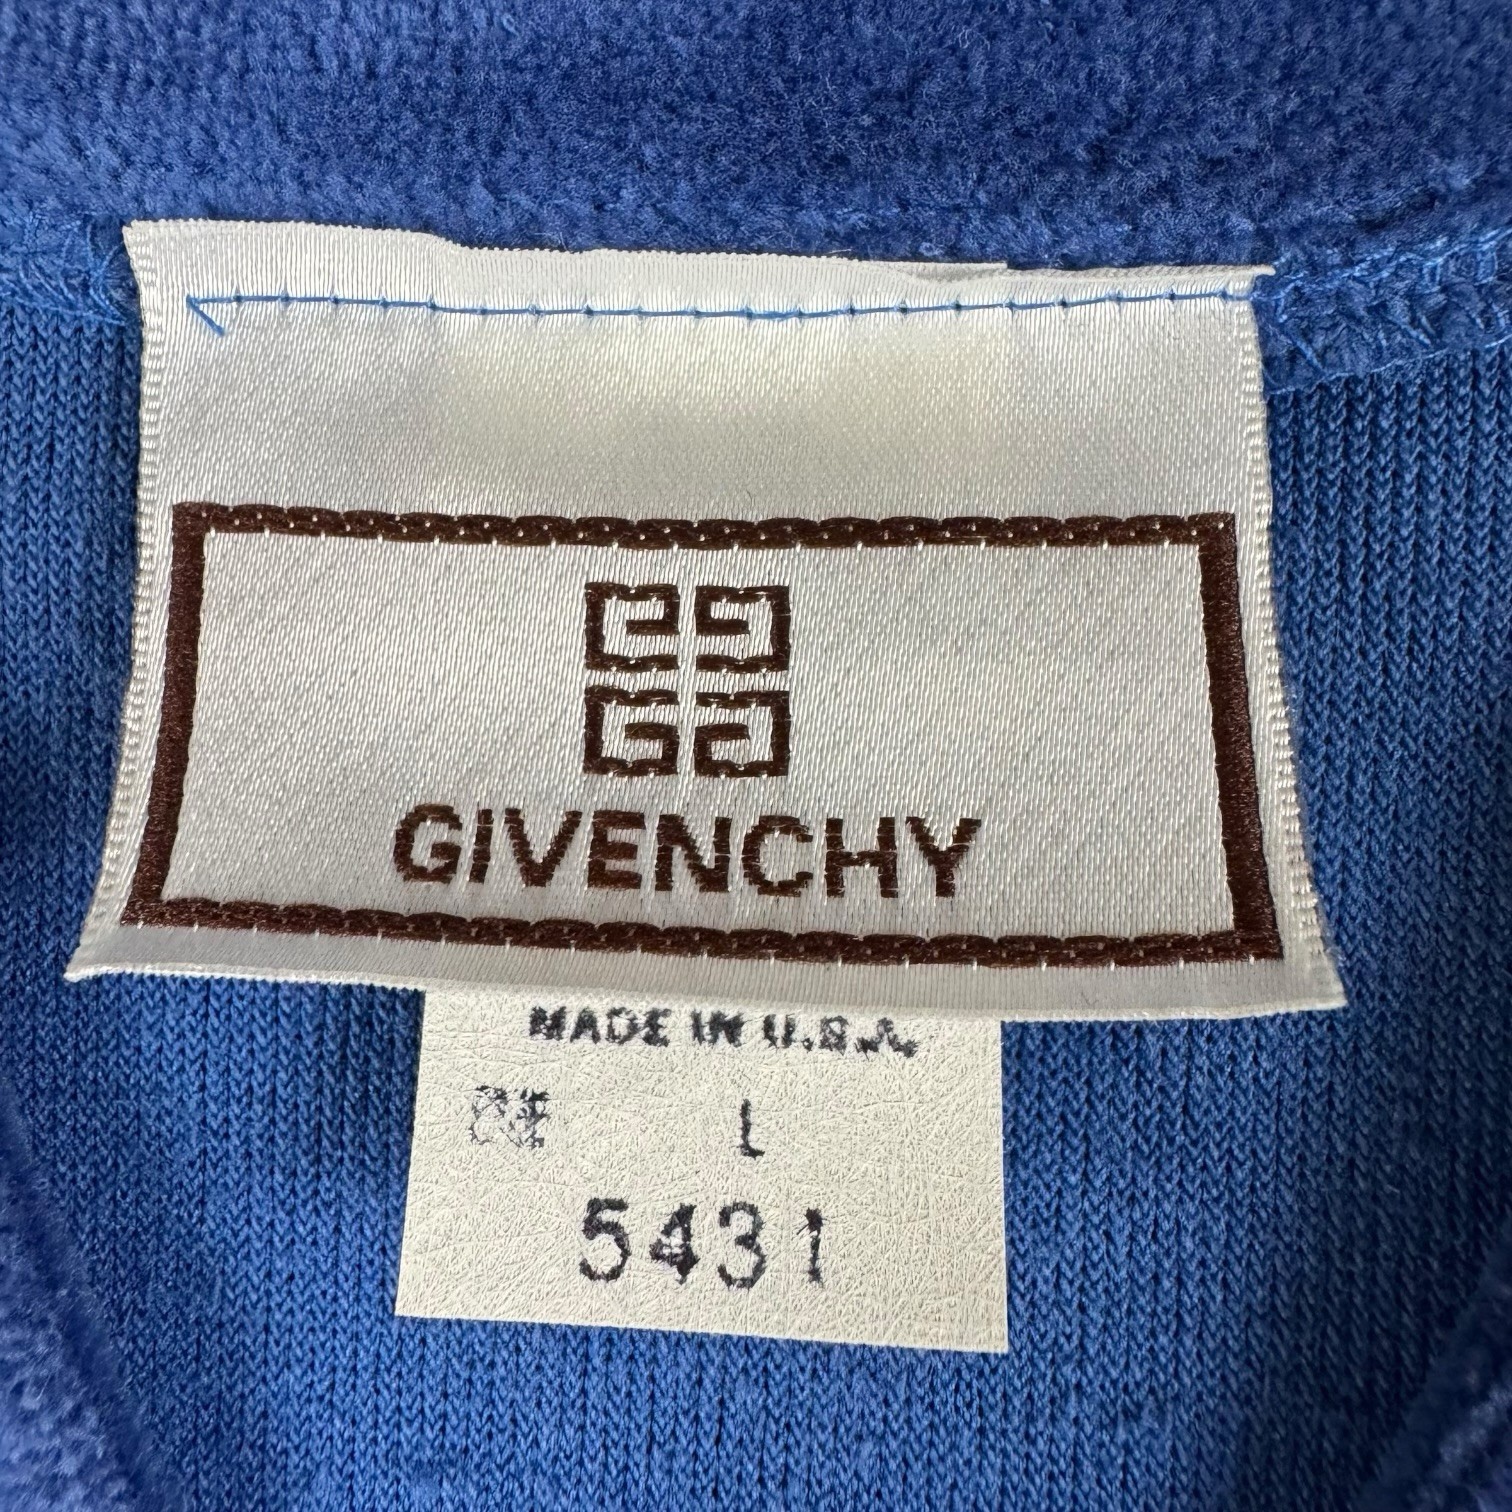 GIVENCHY
MADE IN U.S.A.
L
5431